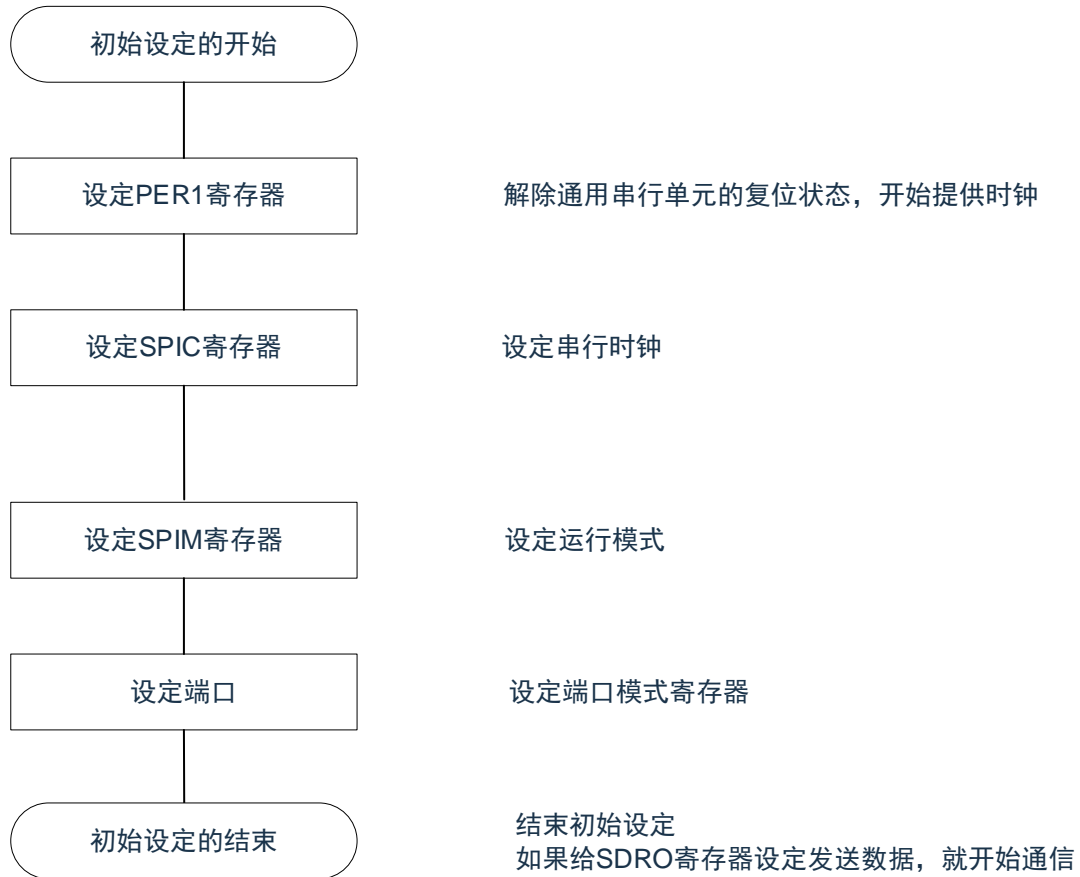 初始设定的开始
设定PER1寄存器
解除通用串行单元的复位状态，开始提供时钟
设定SPIC寄存器
设定串行时钟
设定SPIM寄存器
设定运行模式
设定端口
设定端口模式寄存器
初始设定的结束
结束初始设定
如果给SDRO寄存器设定发送数据，就开始通信